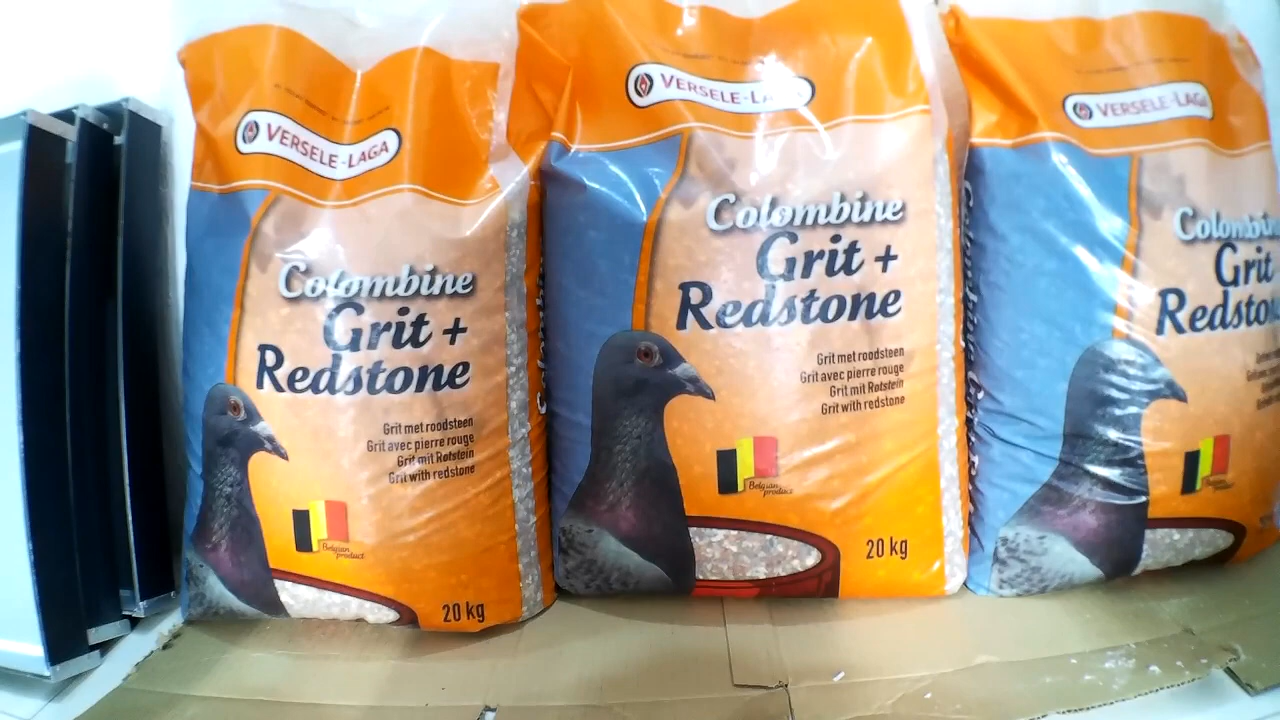 VERSELE-LAGA
Colombine
Grit +
Redstone
Grit met roodsteen
Grit avec pierre rouge
Grit mit Rotstein
Grit with redstone
Belgian
product
20 kg
VERSELE-LA
Colombine
Grit +
Redstone
Grit met roodsteen
Grit avec pierre rouge
Grit mit Rotstein
Grit with redstone
Belgian
product
20 kg
VERSELE-LAGA
Colombine
Grit
Redsto